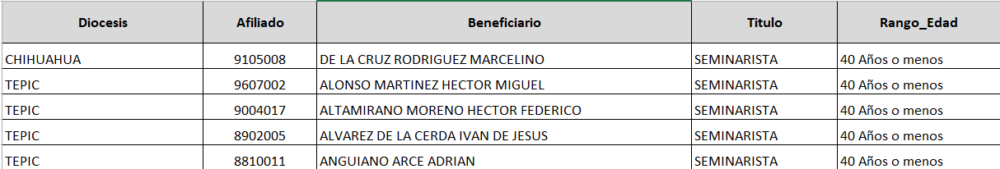 Diocesis Afiliado Beneficiario Titulo Rango_Edad
CHIHUAHUA 9105008 DE LA CRUZ RODRIGUEZ MARCELINO SEMINARISTA 40 Años o menos
TEPIC 9607002 ALONSO MARTINEZ HECTOR MIGUEL SEMINARISTA 40 Años o menos
TEPIC 9004017 ALTAMIRANO MORENO HECTOR FEDERICO SEMINARISTA 40 Años o menos
TEPIC 8902005 ALVAREZ DE LA CERDA IVAN DE JESUS SEMINARISTA 40 Años o menos
TEPIC 8810011 ANGUIANO ARCE ADRIAN SEMINARISTA 40 Años o menos